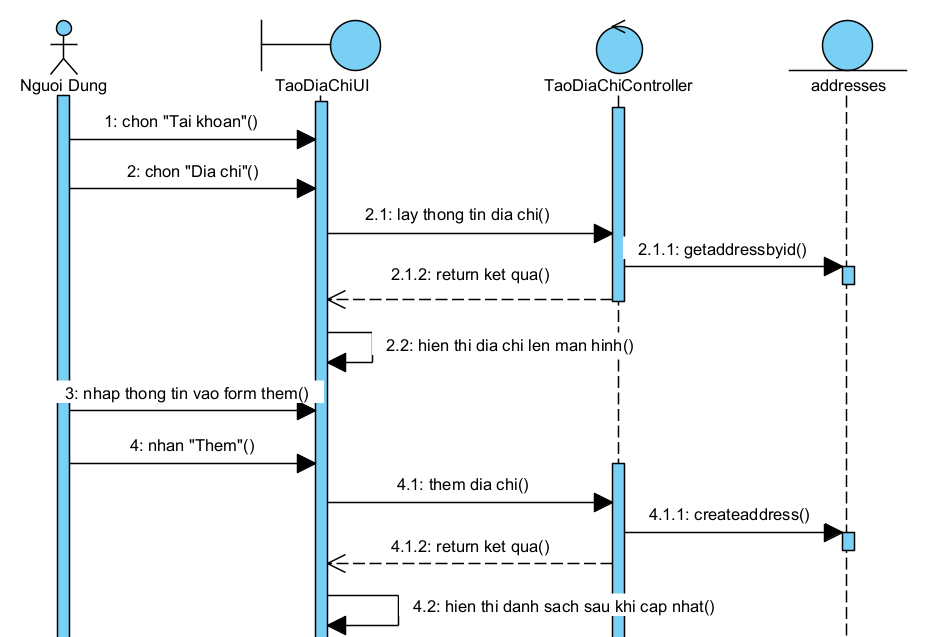 Nguoi Dung
TaoDiaChiUI
TaoDiaChiController
addresses
1: chon "Tai khoan"()
2: chon "Dia chi"()
2.1: lay thong tin dia chi()
2.1.1: getaddressbyid()
2.1.2: return ket qua()
2.2: hien thi dia chi len man hinh()
3: nhap thong tin vao form them()
4: nhan "Them"()
4.1: them dia chi()
4.1.1: createaddress()
4.1.2: return ket qua()
4.2: hien thi danh sach sau khi cap nhat()